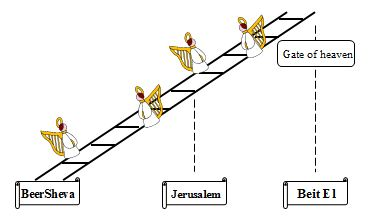 Gate of heaven
BeerSheva
Jerusalem
Beit El